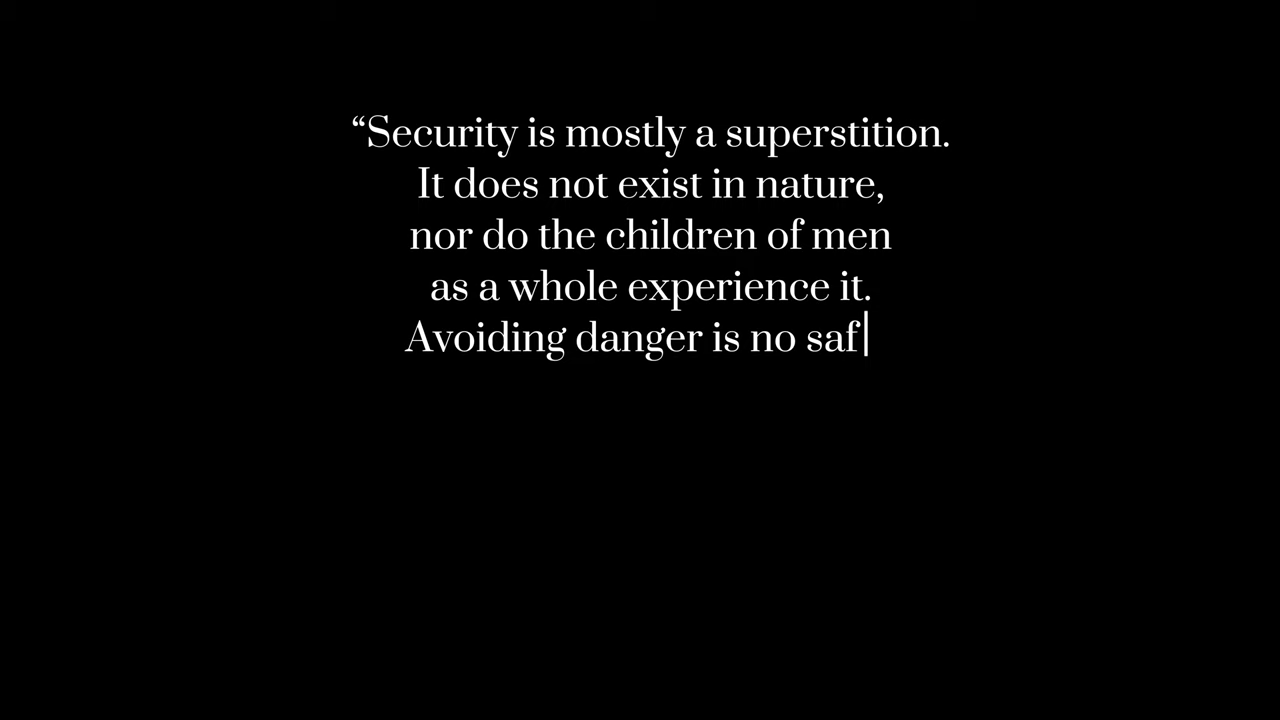 “Security is mostly a superstition.
It does not exist in nature,
nor do the children of men
as a whole experience it.
Avoiding danger is no saf